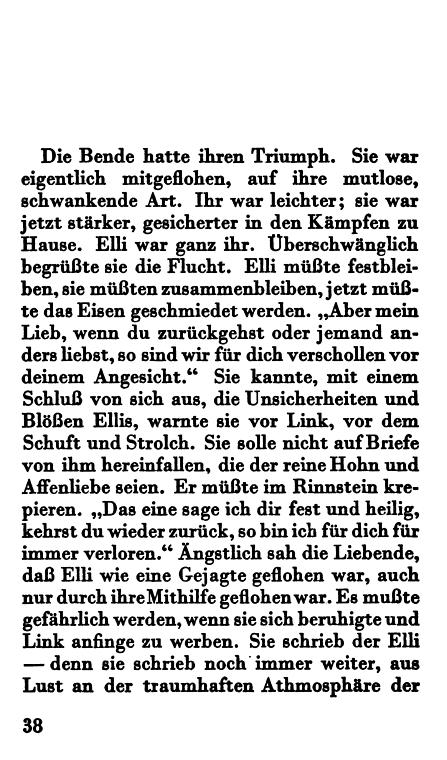 Die Bende hatte ihren Triumph. Sie war
eigentlich mitgeflohen, auf ihre mutlose,
schwankende Art. Ihr war leichter; sie war
jetzt stärker, gesicherter in den Kämpfen zu
Hause. Elli war ganz ihr. Überschwänglich
begrüßte sie die Flucht. Elli müßte festblei-
ben, sie müßten zusammenbleiben, jetzt müß-
te das Eisen geschmiedet werden. „Aber mein
Lieb, wenn du zurückgehst oder jemand an-
ders liebst, so sind wir für dich verschollen vor
deinem Angesicht.“ Sie kannte, mit einem
Schluß von sich aus, die Unsicherheiten und
Blößen Ellis, warnte sie vor Link, vor dem
Schuft und Strolch. Sie solle nicht auf Briefe
von ihm hereinfallen, die der reine Hohn und
Affenliebe seien. Er müßte im Rinnstein kre-
pieren. „Das eine sage ich dir fest und heilig,
kehrst du wieder zurück, so bin ich für dich für
immer verloren.“ Ängstlich sah die Liebende,
daß Elli wie eine Gejagte geflohen war, auch
nur durch ihre Mithilfe geflohen war. Es mußte
gefährlich werden, wenn sie sich beruhigte und
Link anfinge zu werben. Sie schrieb der Elli
— denn sie schrieb noch immer weiter, aus
Lust an der traumhaften Athmosphäre der
38